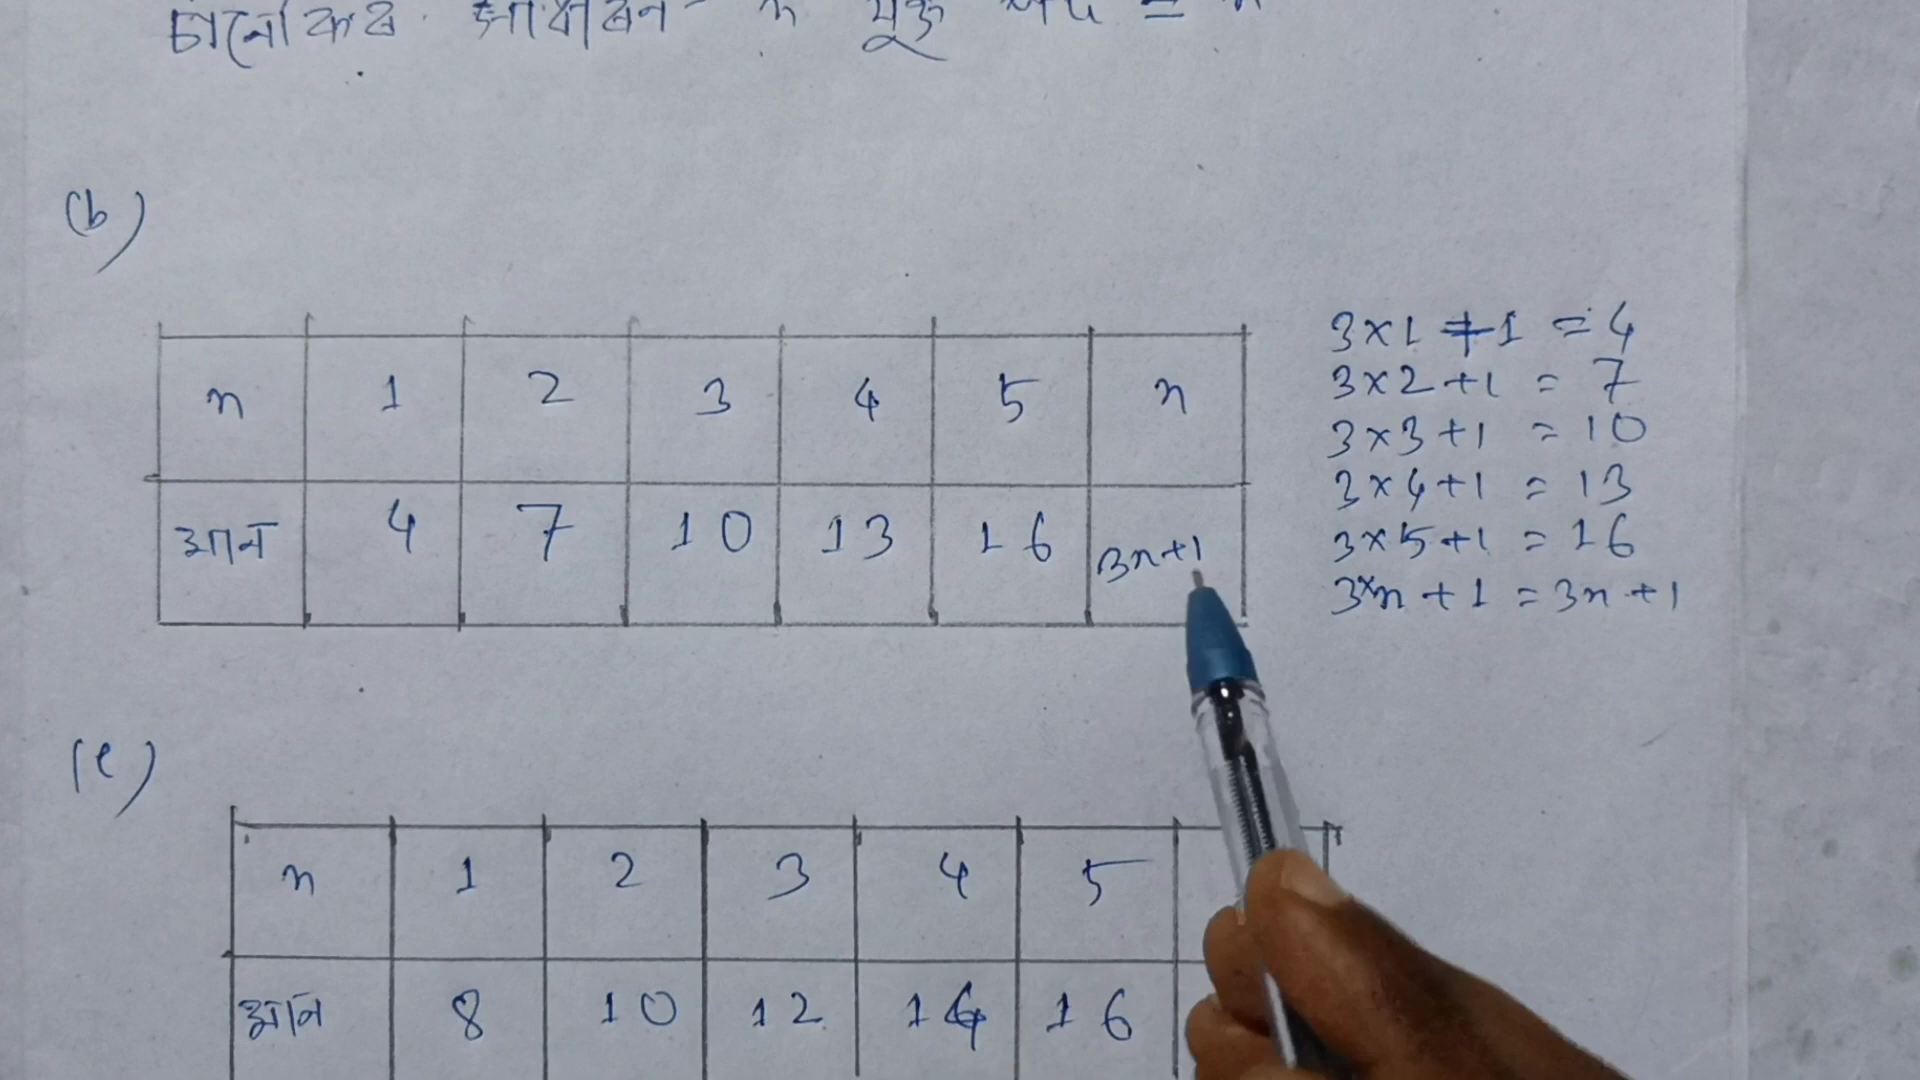 (b)
n 1 2 3 4 5 n
মান 4 7 10 13 16 3n+1
3×1+1 = 4
3×2+1 = 7
3×3+1 = 10
3×4+1 = 13
3×5+1 = 16
3×n+1 = 3n+1
n 1 2 3 4 5
মান 8 10 12 14 16